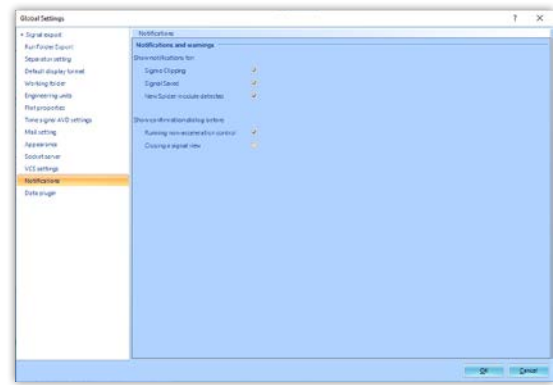 Global Settings
Signal export
Run Folder Export
Separator setting
Default display format
Working folder
Engineering units
Plot properties
Time signal AVD settings
Mail setting
Appearance
Socket server
VCS settings
Notifications
Data plugin
Notifications
Notifications and warnings
Show notifications for:
Sigma Clipping
Signal Saved
New Spider module detected
Show confirmation dialog before
Running non-acceleration control
Closing a signal view
OK
Cancel